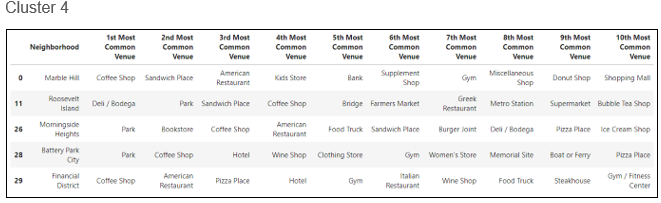 Cluster 4
Neighborhood 1st Most Common Venue 2nd Most Common Venue 3rd Most Common Venue 4th Most Common Venue 5th Most Common Venue 6th Most Common Venue 7th Most Common Venue 8th Most Common Venue 9th Most Common Venue 10th Most Common Venue
0 Marble Hill Coffee Shop Sandwich Place American Restaurant Kids Store Bank Supplement Shop Gym Miscellaneous Shop Donut Shop Shopping Mall
11 Roosevelt Island Deli / Bodega Park Sandwich Place Coffee Shop Bridge Farmers Market Greek Restaurant Metro Station Supermarket Bubble Tea Shop
26 Morningside Heights Park Bookstore Coffee Shop American Restaurant Food Truck Sandwich Place Burger Joint Deli / Bodega Pizza Place Ice Cream Shop
28 Battery Park City Park Coffee Shop Hotel Wine Shop Clothing Store Gym Women's Store Memorial Site Boat or Ferry Pizza Place
29 Financial District Coffee Shop American Restaurant Pizza Place Hotel Gym Italian Restaurant Wine Shop Food Truck Steakhouse Gym / Fitness Center